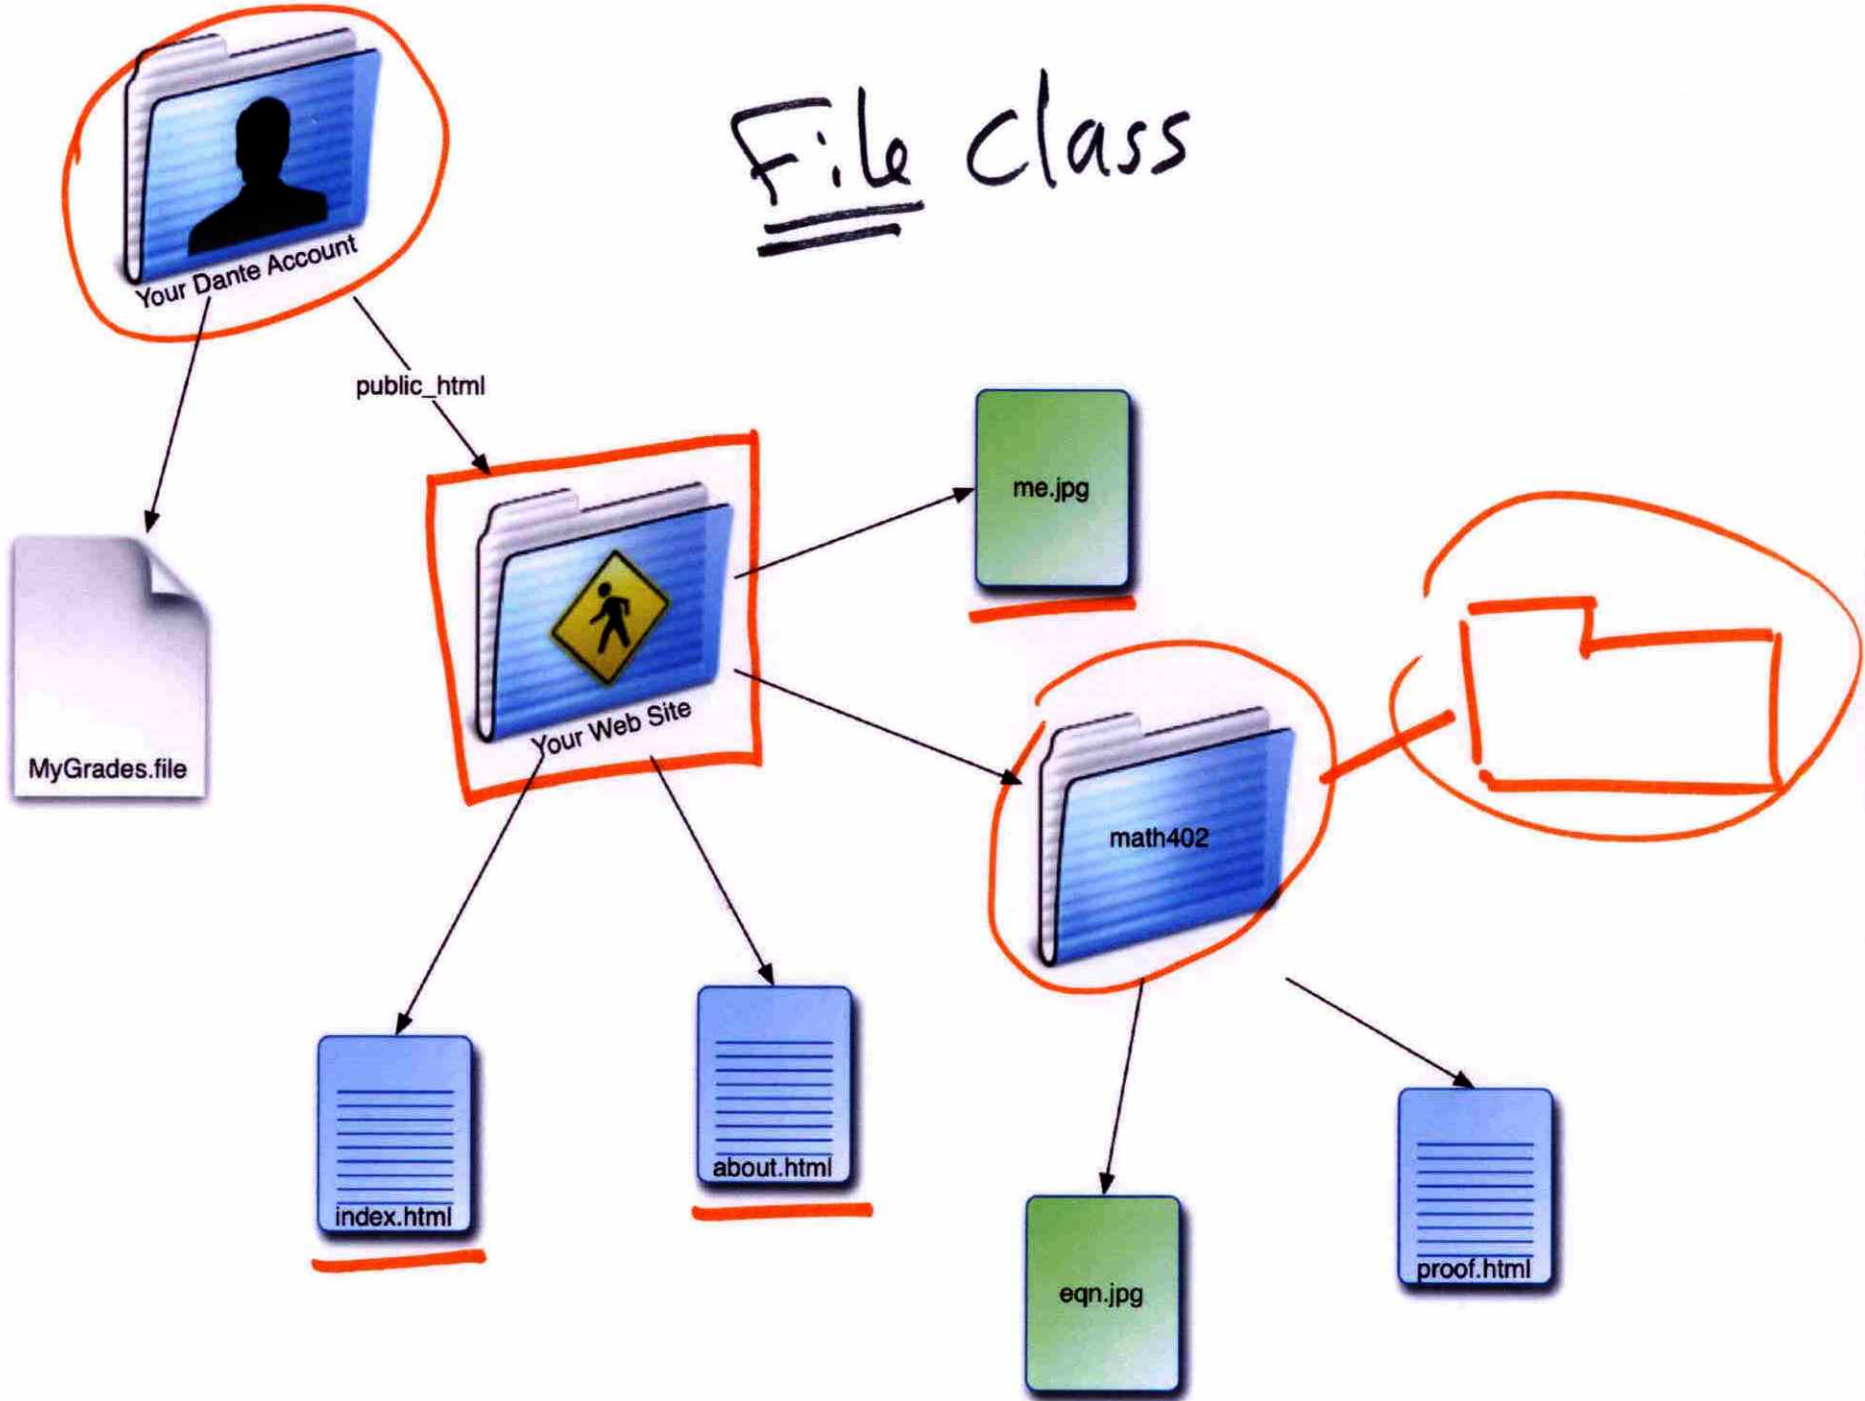 File class
Your Dante Account
public_html
me.jpg
MyGrades.file
Your Web Site
math402
index.html
about.html
eqn.jpg
proof.html